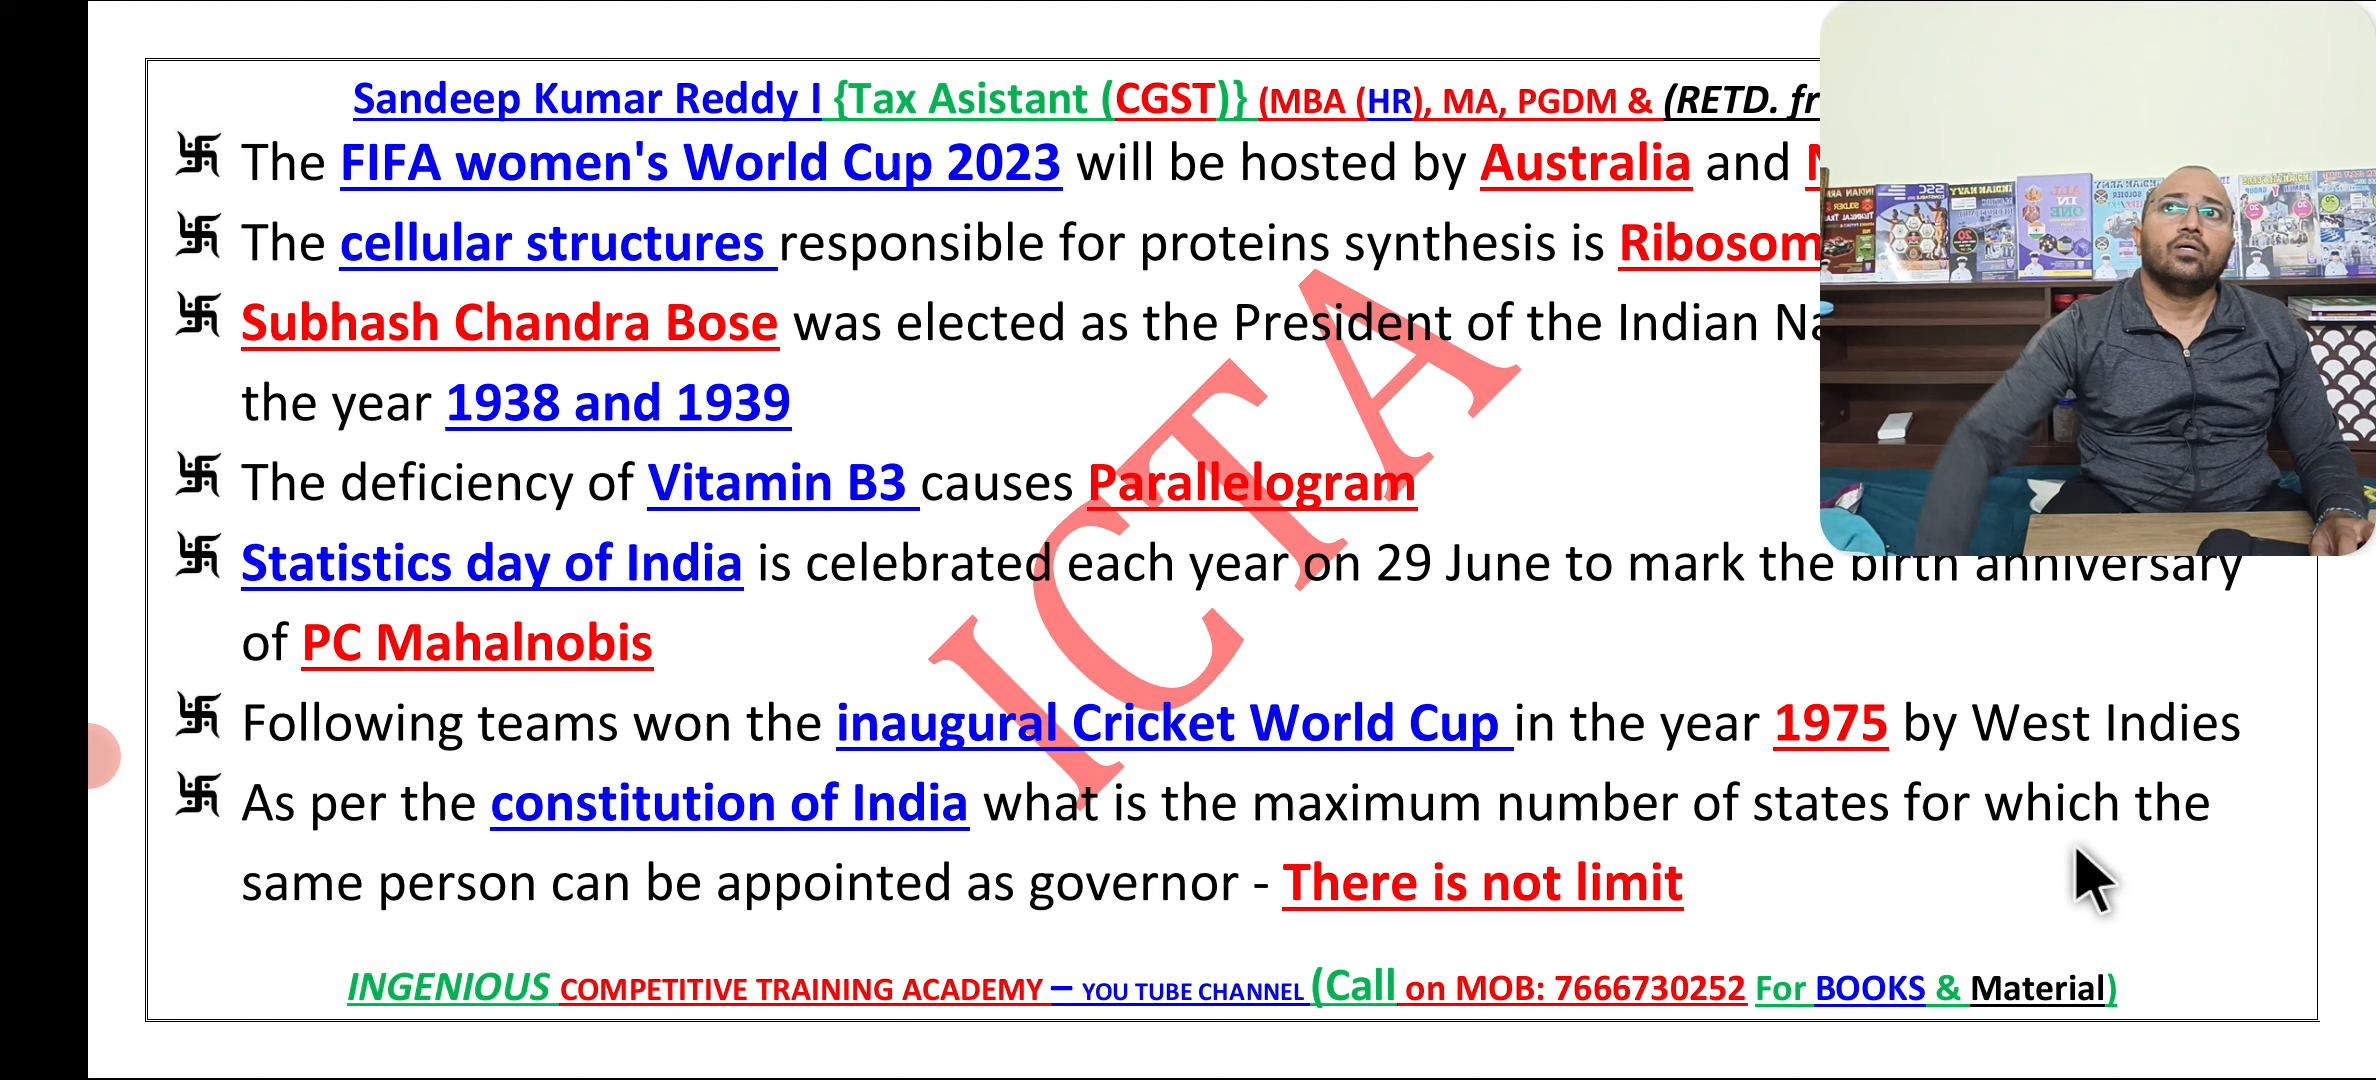 Sandeep Kumar Reddy I {Tax Asistant (CGST)} (MBA (HR), MA, PGDM & (RETD. fr
The FIFA women's World Cup 2023 will be hosted by Australia and
The cellular structures responsible for proteins synthesis is Ribosom
Subhash Chandra Bose was elected as the President of the Indian Na
the year 1938 and 1939
The deficiency of Vitamin B3 causes Parallelogram
Statistics day of India is celebrated each year on 29 June to mark the birth anniversary
of PC Mahalnobis
Following teams won the inaugural Cricket World Cup in the year 1975 by West Indies
As per the constitution of India what is the maximum number of states for which the
same person can be appointed as governor - There is not limit
ICTA
INGENIOUS COMPETITIVE TRAINING ACADEMY – YOU TUBE CHANNEL (Call on MOB: 7666730252 For BOOKS & Material)